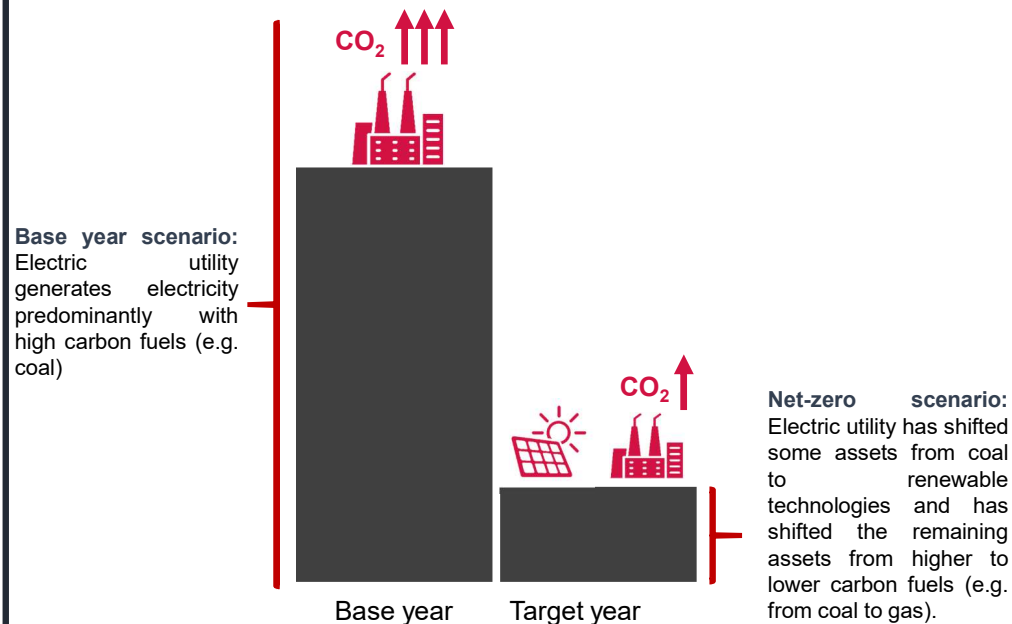 CO₂
Base year scenario:
Electric utility
generates electricity
predominantly with
high carbon fuels (e.g.
coal)
CO₂
Net-zero scenario:
Electric utility has shifted
some assets from coal
to renewable
technologies and has
shifted the remaining
assets from higher to
lower carbon fuels (e.g.
from coal to gas).
Base year
Target year